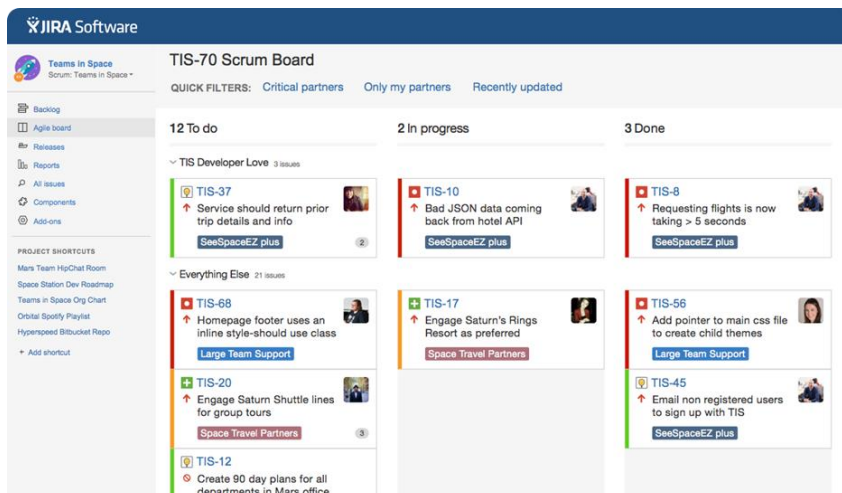 JIRA Software
Teams in Space
Scrum: Teams in Space
Backlog
Agile board
Releases
Reports
All issues
Components
Add-ons
PROJECT SHORTCUTS
Mars Team HipChat Room
Space Station Dev Roadmap
Teams in Space Org Chart
Orbital Spotify Playlist
Hyperspeed Bitbucket Repo
+ Add shortcut
TIS-70 Scrum Board
QUICK FILTERS: Critical partners Only my partners Recently updated
12 To do
2 In progress
3 Done
TIS Developer Love 3 issues
TIS-37
Service should return prior
trip details and info
SeeSpaceEZ plus
2
TIS-10
Bad JSON data coming
back from hotel API
SeeSpaceEZ plus
TIS-8
Requesting flights is now
taking > 5 seconds
SeeSpaceEZ plus
Everything Else 21 issues
TIS-68
Homepage footer uses an
inline style-should use class
Large Team Support
TIS-17
Engage Saturn's Rings
Resort as preferred
Space Travel Partners
TIS-56
Add pointer to main css file
to create child themes
Large Team Support
TIS-20
Engage Saturn Shuttle lines
for group tours
Space Travel Partners
3
TIS-45
Email non registered users
to sign up with TIS
SeeSpaceEZ plus
TIS-12
Create 90 day plans for all
departments in Mars office